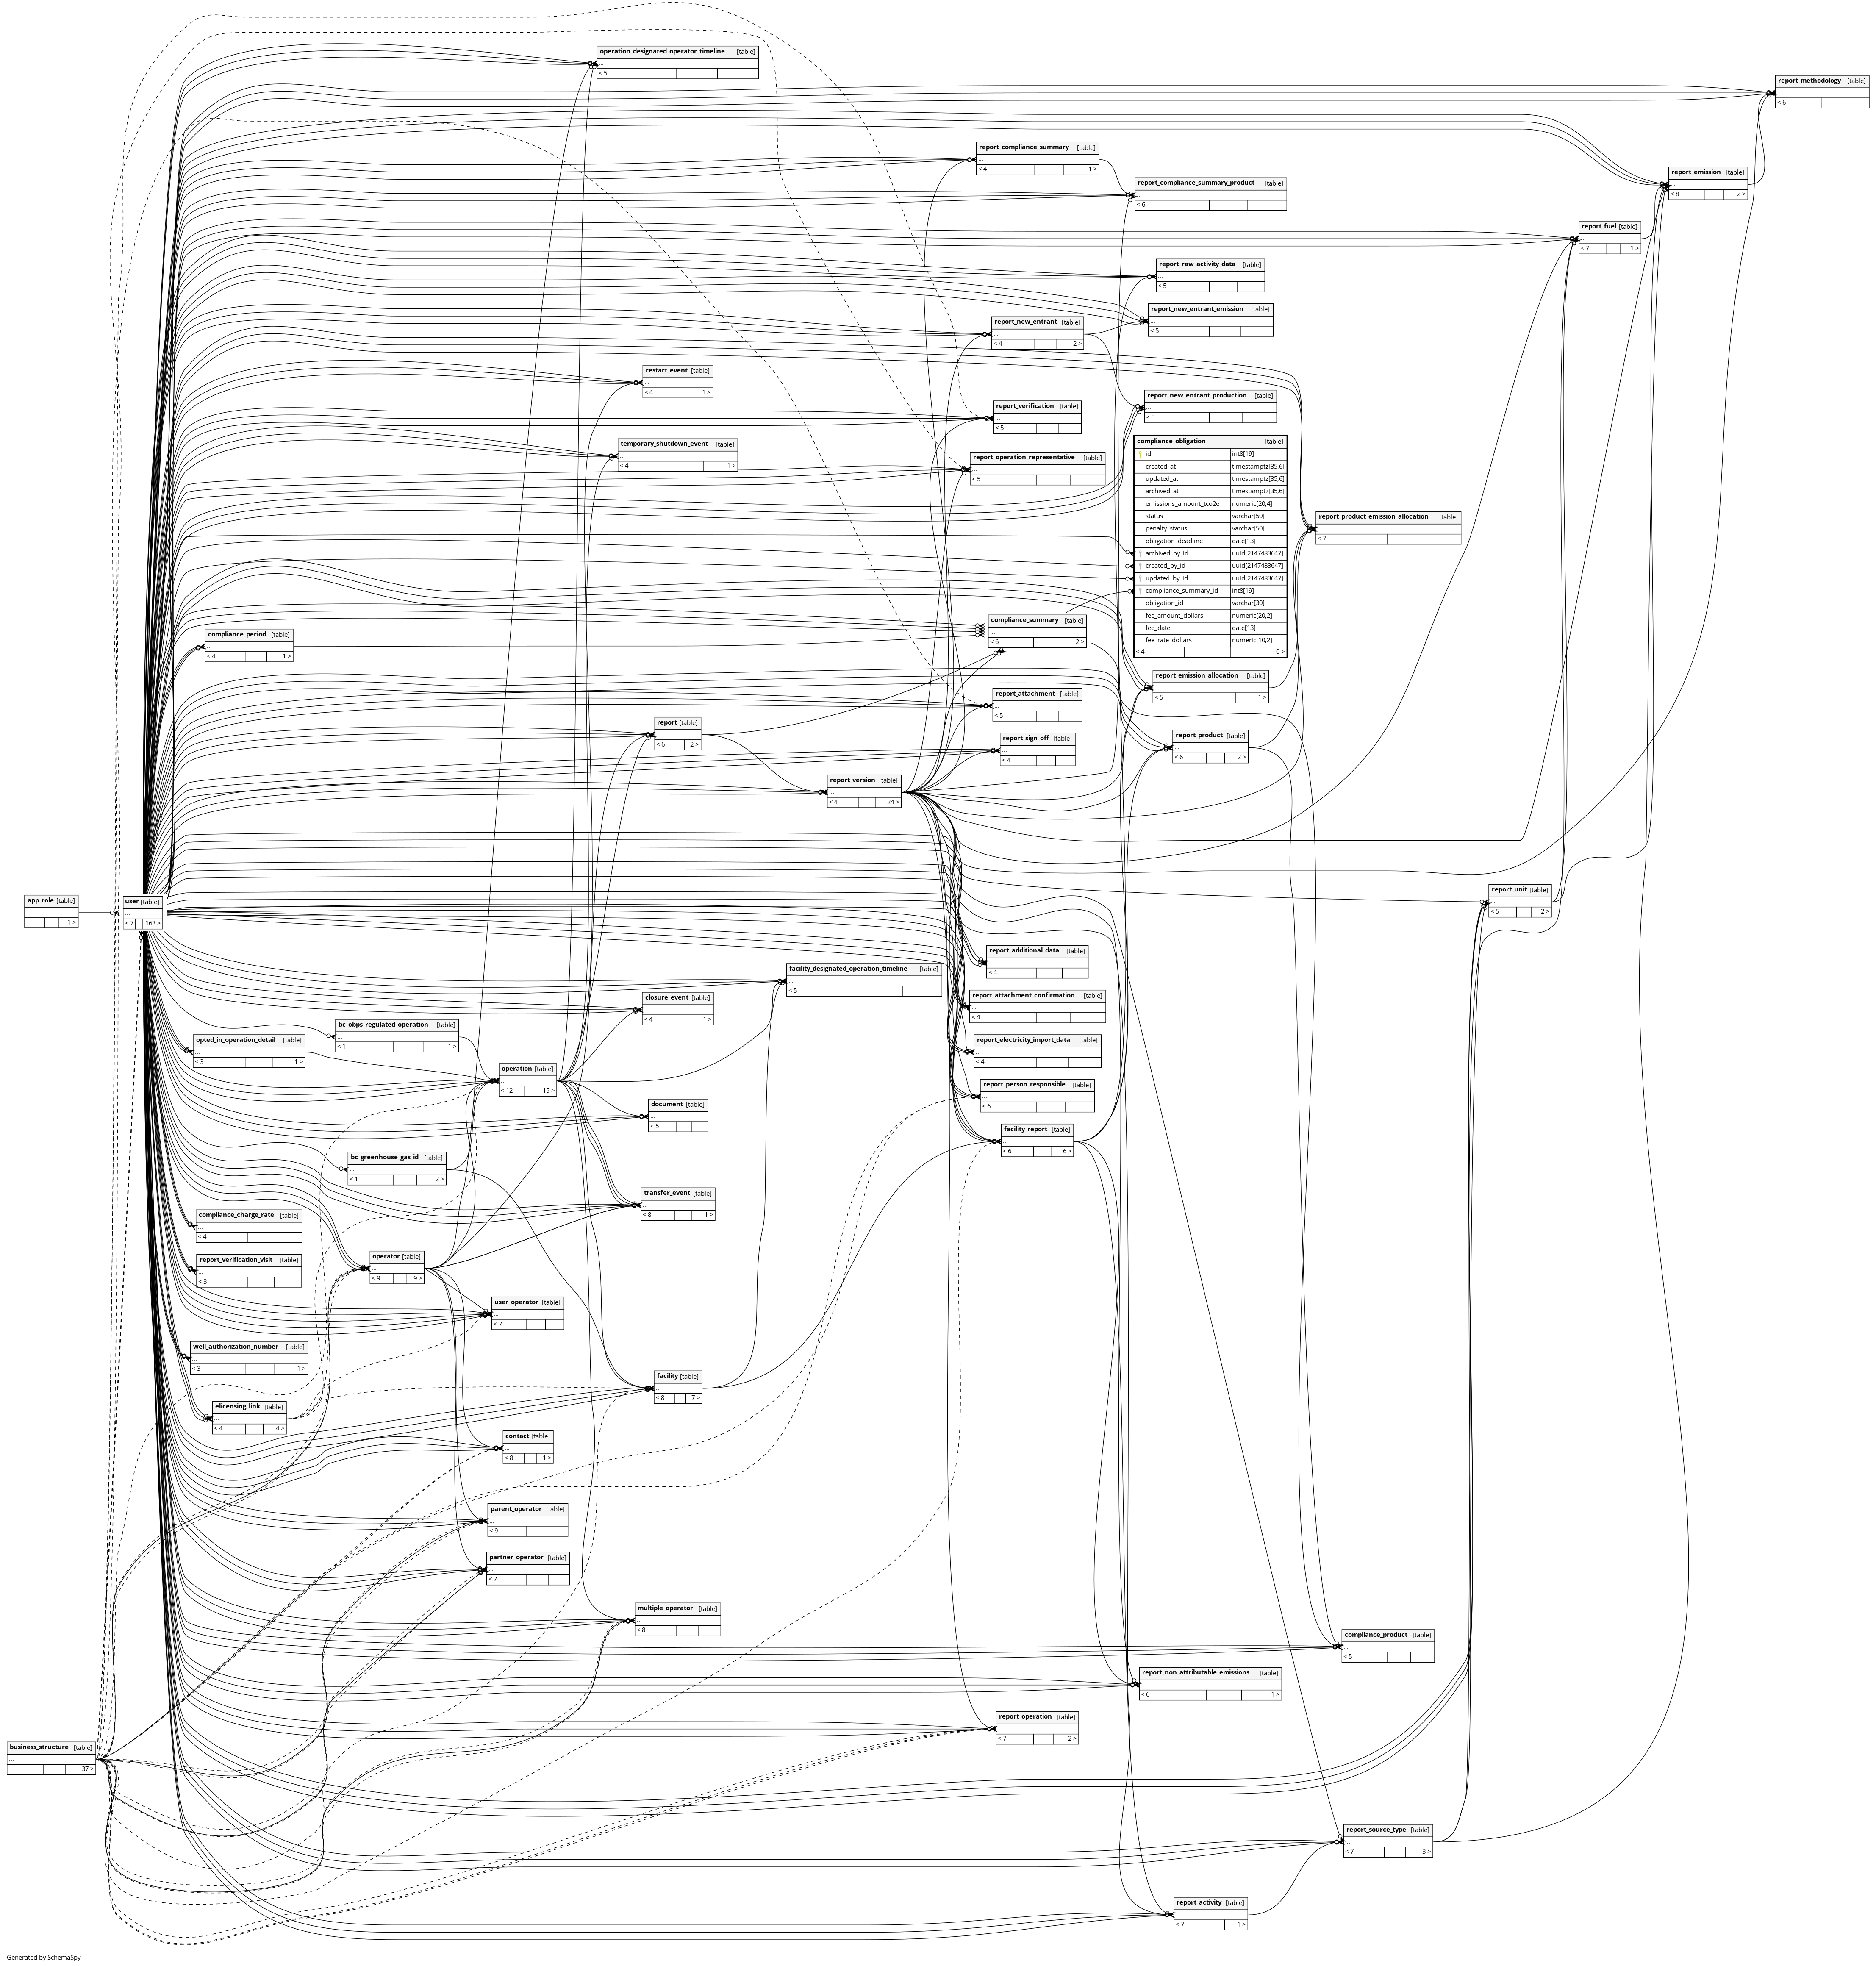 operation_designated_operator_timeline [table]
...
< 5
report_methodology [table]
...
< 6
report_compliance_summary [table]
...
< 4 1 >
report_emission [table]
...
< 8 2 >
report_compliance_summary_product [table]
...
< 6
report_fuel [table]
...
< 7 1 >
report_raw_activity_data [table]
...
< 5
report_new_entrant_emission [table]
...
< 5
report_new_entrant [table]
...
< 4 2 >
restart_event [table]
...
< 4 1 >
report_new_entrant_production [table]
...
< 5
report_verification [table]
...
< 5
temporary_shutdown_event [table]
...
< 4 1 >
report_operation_representative [table]
...
< 5
compliance_obligation [table]
id int8[19]
created_at timestamptz[35,6]
updated_at timestamptz[35,6]
archived_at timestamptz[35,6]
emissions_amount_tco2e numeric[20,4]
status varchar[50]
penalty_status varchar[50]
obligation_deadline date[13]
archived_by_id uuid[2147483647]
created_by_id uuid[2147483647]
updated_by_id uuid[2147483647]
compliance_summary_id int8[19]
obligation_id varchar[30]
fee_amount_dollars numeric[20,2]
fee_date date[13]
fee_rate_dollars numeric[10,2]
< 4 0 >
report_product_emission_allocation [table]
...
< 7
compliance_summary [table]
...
< 6 2 >
compliance_period [table]
...
< 4 1 >
report_emission_allocation [table]
...
< 5 1 >
report_attachment [table]
...
< 5
report [table]
...
< 6 2 >
report_product [table]
...
< 6 2 >
report_sign_off [table]
...
< 4
report_version [table]
...
< 4 24 >
report_unit [table]
...
< 5 2 >
app_role [table]
...
1 >
user [table]
...
< 7 163 >
report_additional_data [table]
...
< 4
facility_designated_operation_timeline [table]
...
< 5
report_attachment_confirmation [table]
...
< 4
closure_event [table]
...
< 4 1 >
bc_obps_regulated_operation [table]
...
< 1 1 >
opted_in_operation_detail [table]
...
< 3 1 >
report_electricity_import_data [table]
...
< 4
operation [table]
...
< 12 15 >
report_person_responsible [table]
...
< 6
document [table]
...
< 5
facility_report [table]
...
< 6 6 >
bc_greenhouse_gas_id [table]
...
< 1 2 >
transfer_event [table]
...
< 8 1 >
compliance_charge_rate [table]
...
< 4
operator [table]
...
< 9 9 >
report_verification_visit [table]
...
< 3
user_operator [table]
...
< 7
well_authorization_number [table]
...
< 3 1 >
facility [table]
...
< 8 7 >
elicensing_link [table]
...
< 4 4 >
contact [table]
...
< 8 1 >
parent_operator [table]
...
< 9
partner_operator [table]
...
< 7
multiple_operator [table]
...
< 8
compliance_product [table]
...
< 5
report_non_attributable_emissions [table]
...
< 6 1 >
report_operation [table]
...
< 7 2 >
business_structure [table]
...
37 >
report_source_type [table]
...
< 7 3 >
report_activity [table]
...
< 7 1 >
Generated by SchemaSpy